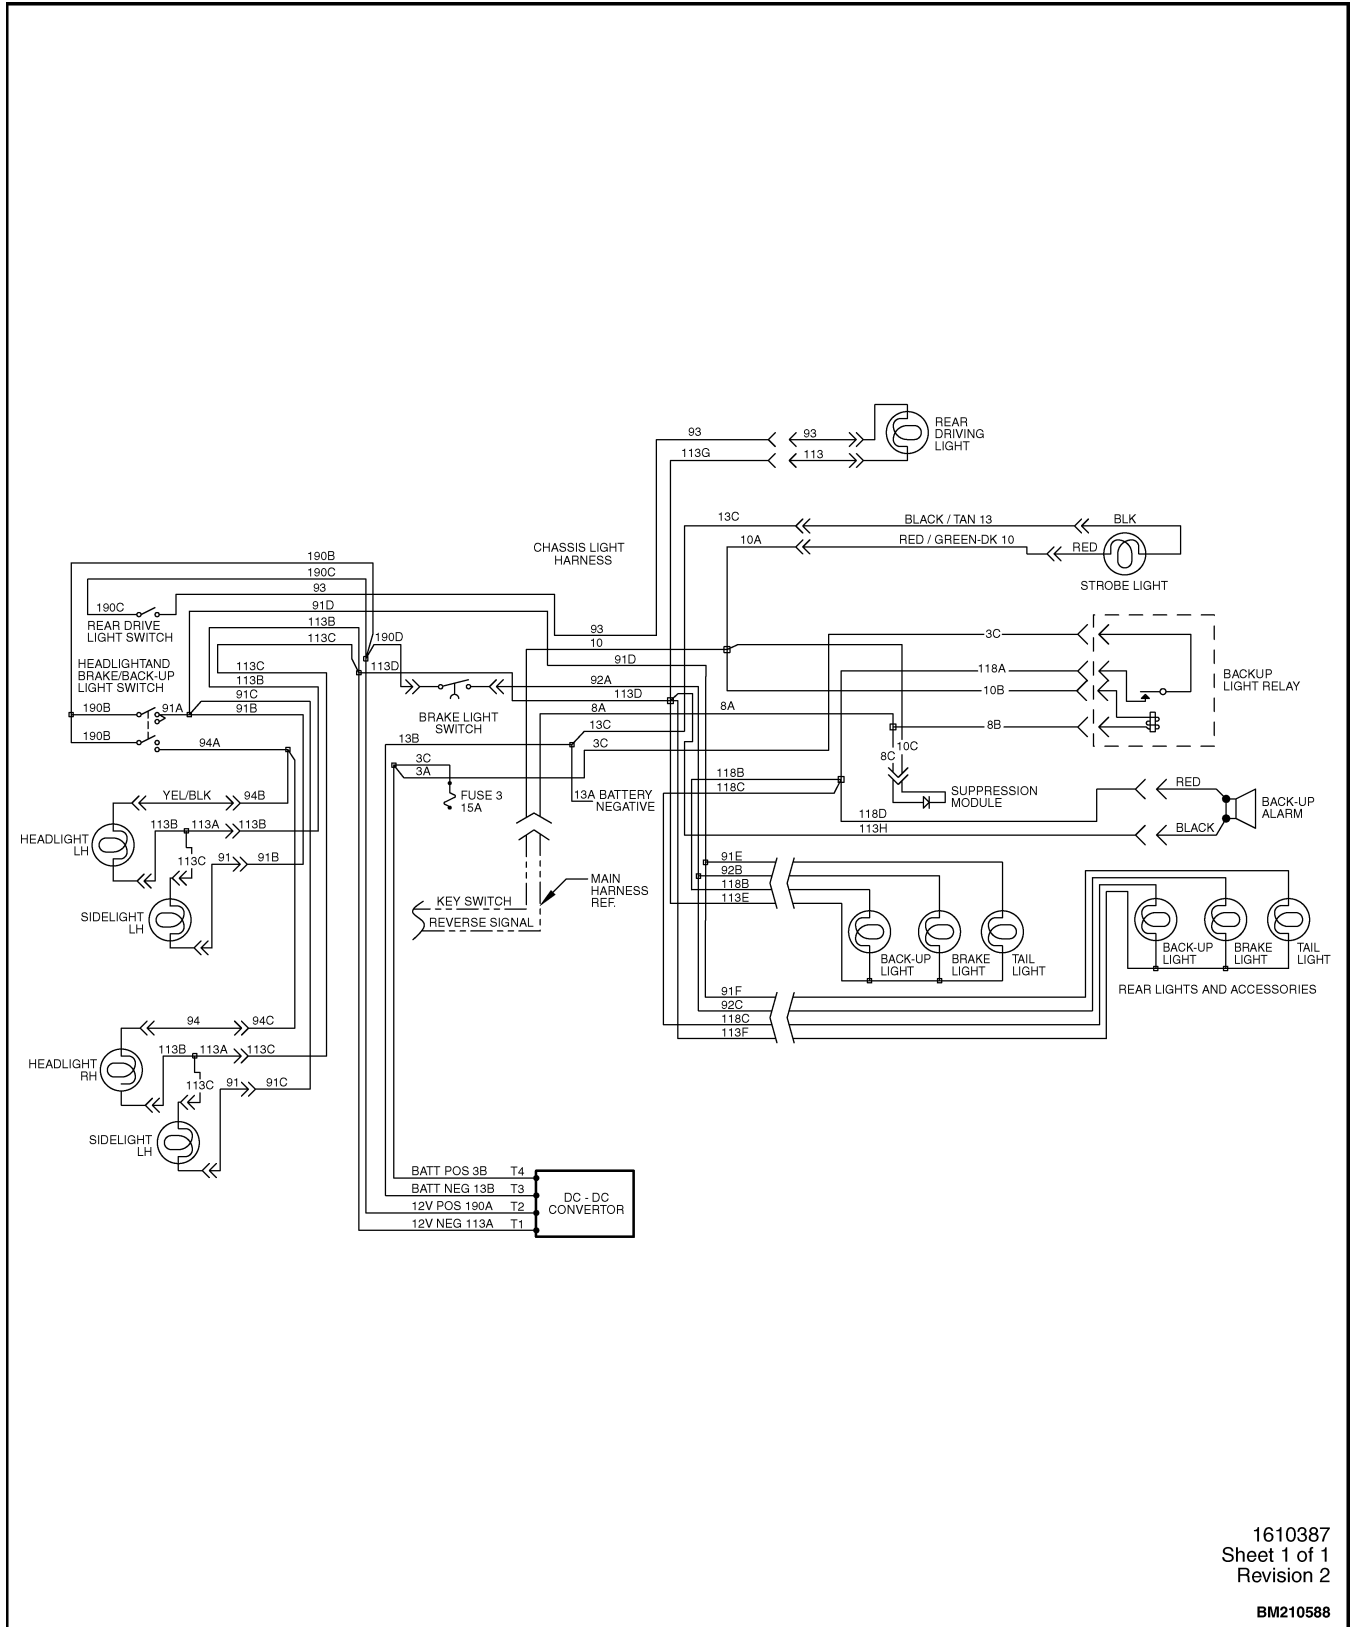 REAR
DRIVING
LIGHT
93
93
113G
113
13C
BLACK / TAN 13
BLK
10A
RED / GREEN-DK 10
RED
STROBE LIGHT
CHASSIS LIGHT
HARNESS
190B
190C
93
190C
91D
REAR DRIVE
LIGHT SWITCH
113B
113C
190D
93
10
91D
3C
118A
10B
8B
BACKUP
LIGHT RELAY
HEADLIGHTAND
BRAKE/BACK-UP
LIGHT SWITCH
113C
113B
91C
91B
113D
92A
113D
8A
8A
BRAKE LIGHT
SWITCH
190B
91A
190B
94A
13B
13C
3C
3C
3A
10C
8C
FUSE 3
15A
13A BATTERY
NEGATIVE
118B
118C
SUPPRESSION
MODULE
RED
BACK-UP
ALARM
118D
113H
BLACK
YEL/BLK
94B
HEADLIGHT
LH
113B
113A
113B
113C
91
91B
SIDELIGHT
LH
MAIN
HARNESS
REF.
KEY SWITCH
REVERSE SIGNAL
91E
92B
118B
113E
BACK-UP
LIGHT
BRAKE
LIGHT
TAIL
LIGHT
BACK-UP
LIGHT
BRAKE
LIGHT
TAIL
LIGHT
REAR LIGHTS AND ACCESSORIES
91F
92C
118C
113F
94
94C
HEADLIGHT
RH
113B
113A
113C
113C
91
91C
SIDELIGHT
LH
BATT POS 3B
T4
BATT NEG 13B
T3
12V POS 190A
T2
12V NEG 113A
T1
DC - DC
CONVERTOR
1610387
Sheet 1 of 1
Revision 2
BM210588